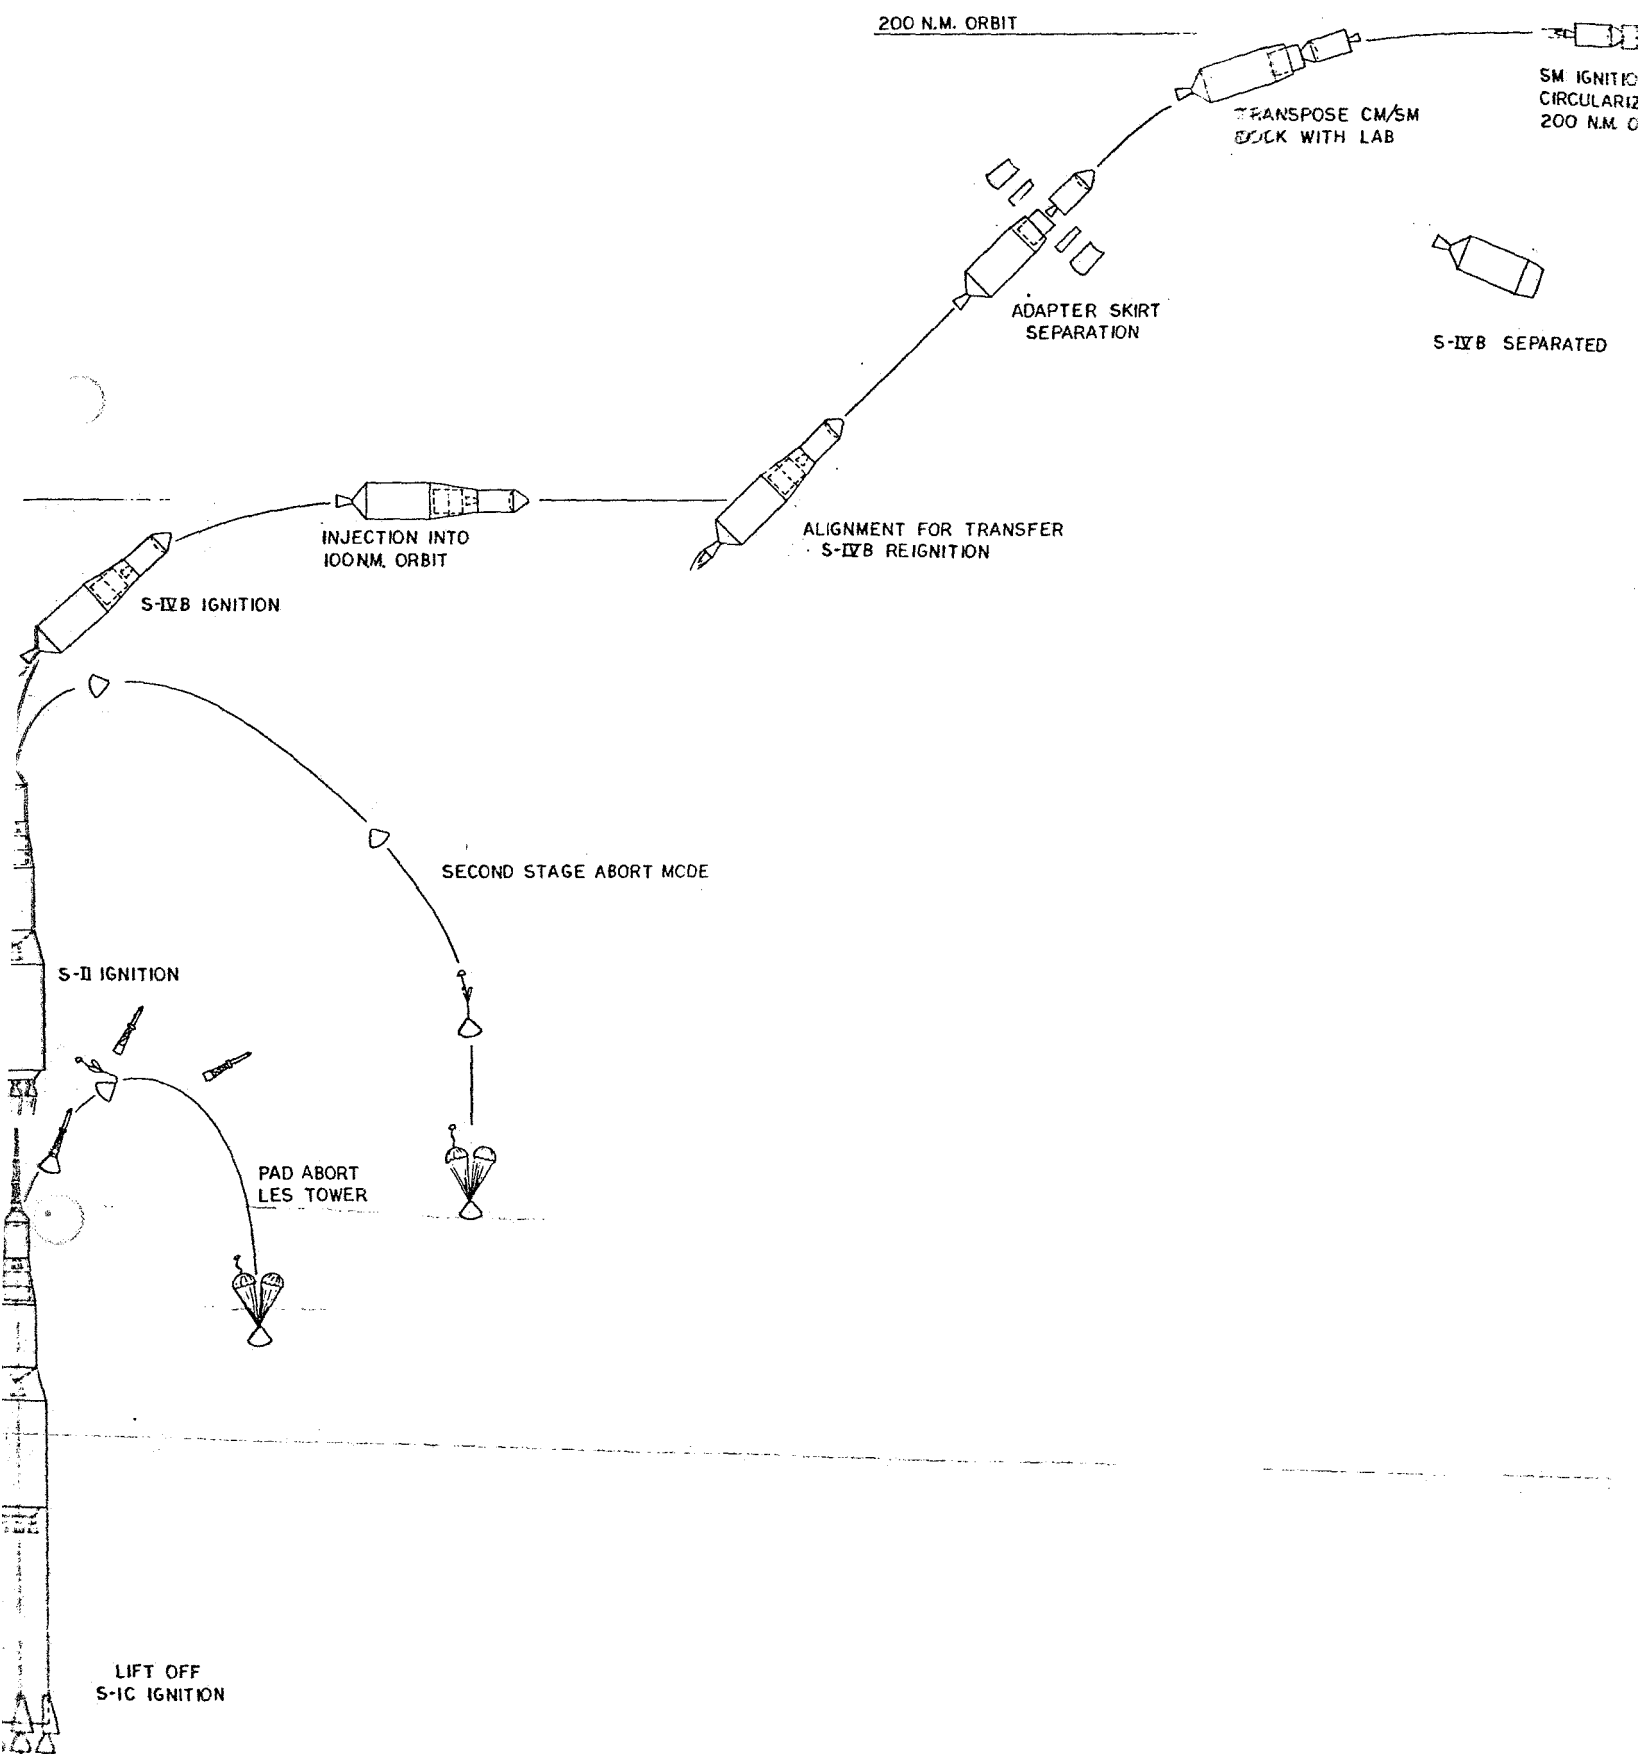 200 N.M. ORBIT
SM IGNITIO
CIRCULARIZ
200 N.M. O
TRANSPOSE CM/SM
DOCK WITH LAB
ADAPTER SKIRT
SEPARATION
S-IVB SEPARATED
INJECTION INTO
100N.M. ORBIT
ALIGNMENT FOR TRANSFER
S-IVB REIGNITION
S-IVB IGNITION
SECOND STAGE ABORT MODE
S-II IGNITION
PAD ABORT
LES TOWER
LIFT OFF
S-IC IGNITION